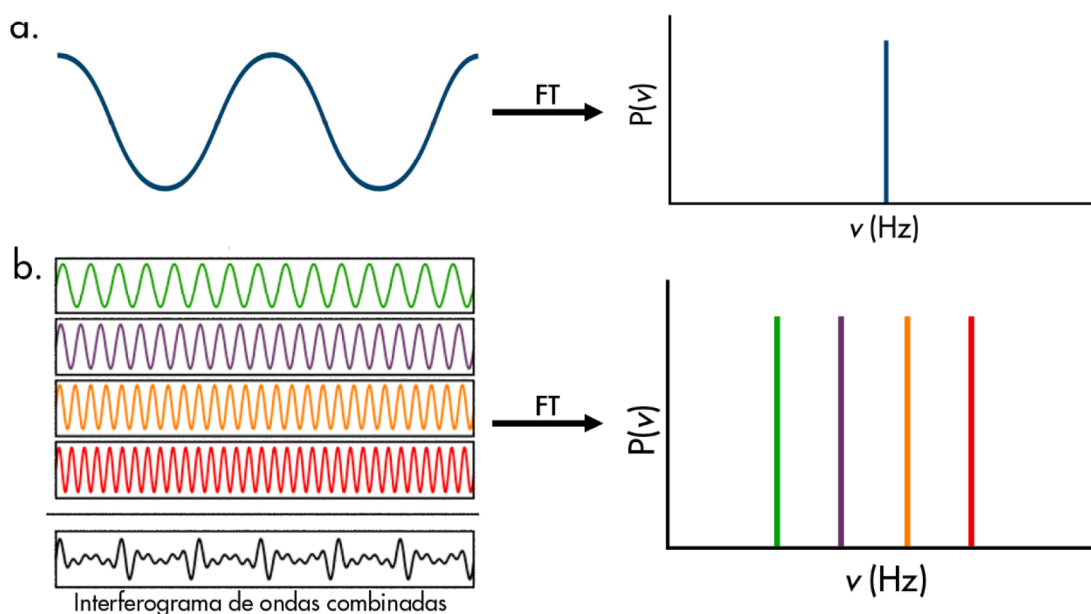 a.
FT
P(v)
v (Hz)
b.
FT
P(v)
v (Hz)
Interferograma de ondas combinadas